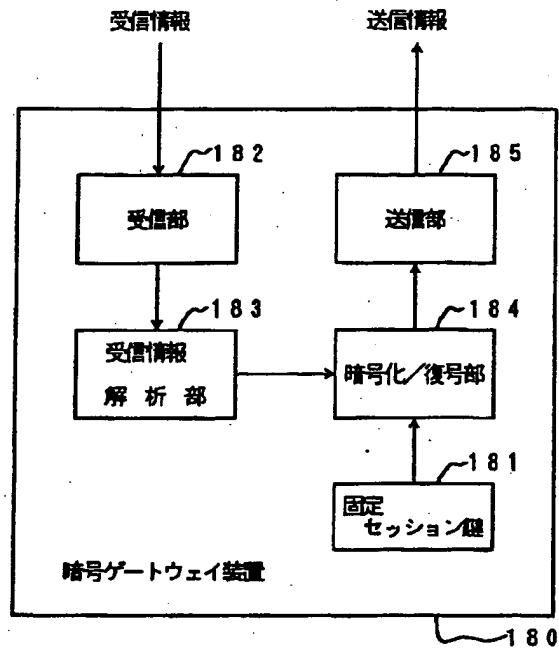 受信情報
送信情報
182
受信部
185
送信部
183
受信情報
解析部
184
暗号化/復号部
181
固定
セッション鍵
暗号ゲートウェイ装置
180